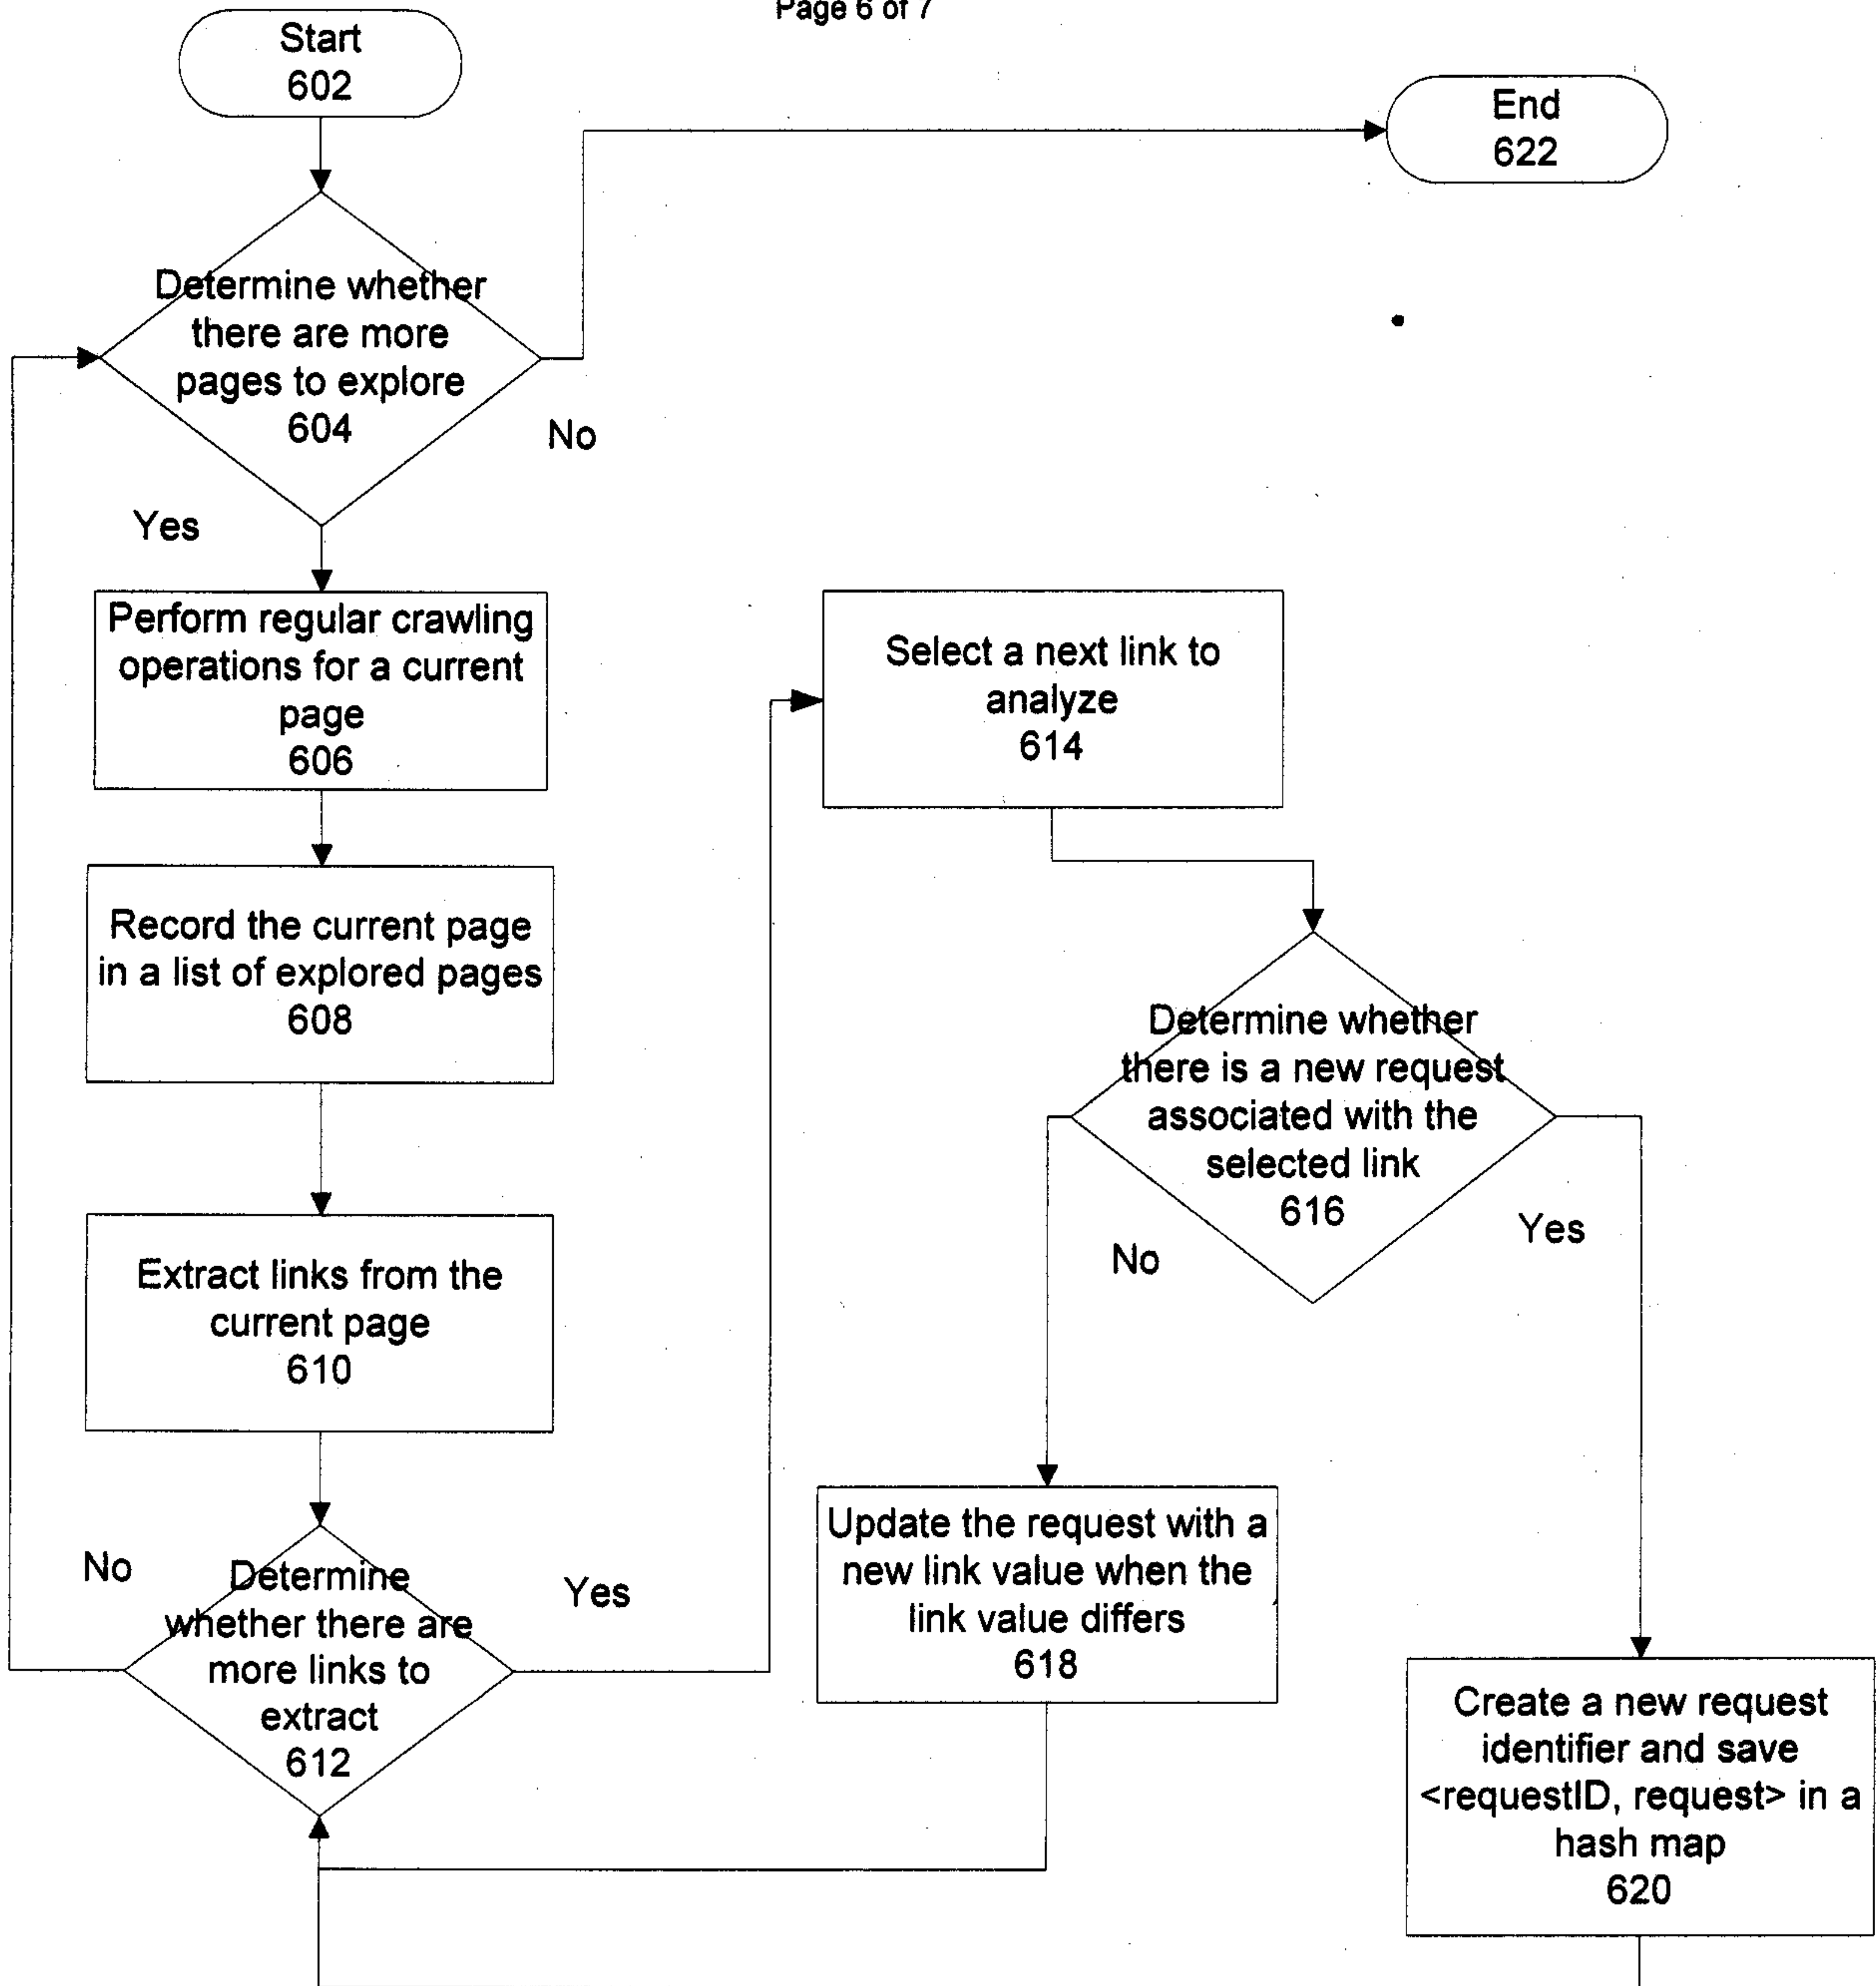 Page 6 of 7
Start
602
End
622
Determine whether
there are more
pages to explore
604
No
Yes
Perform regular crawling
operations for a current
page
606
Select a next link to
analyze
614
Record the current page
in a list of explored pages
608
Determine whether
there is a new request
associated with the
selected link
616
No
Yes
Extract links from the
current page
610
Update the request with a
new link value when the
link value differs
618
No
Determine
whether there are
more links to
extract
612
Yes
Create a new request
identifier and save
<requestID, request> in a
hash map
620